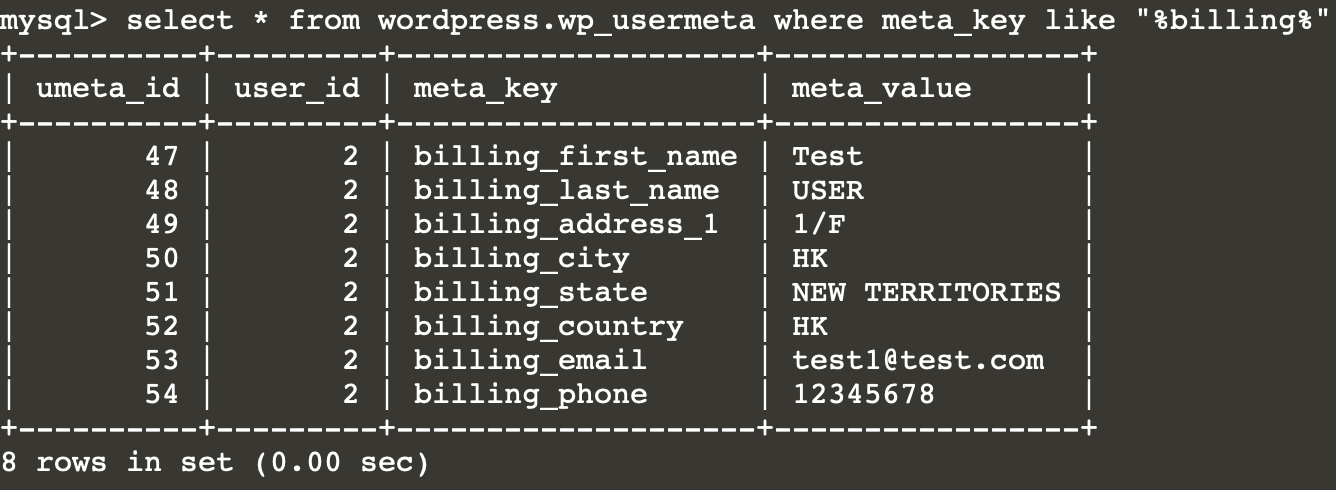 mysql> select * from wordpress.wp_usermeta where meta_key like "%billing%"
+----------+---------+--------------------+-----------------+
| umeta_id | user_id | meta_key           | meta_value      |
+----------+---------+--------------------+-----------------+
|       47 |       2 | billing_first_name | Test            |
|       48 |       2 | billing_last_name  | USER            |
|       49 |       2 | billing_address_1  | 1/F             |
|       50 |       2 | billing_city       | HK              |
|       51 |       2 | billing_state      | NEW TERRITORIES |
|       52 |       2 | billing_country    | HK              |
|       53 |       2 | billing_email      | test1@test.com  |
|       54 |       2 | billing_phone      | 12345678        |
+----------+---------+--------------------+-----------------+
8 rows in set (0.00 sec)